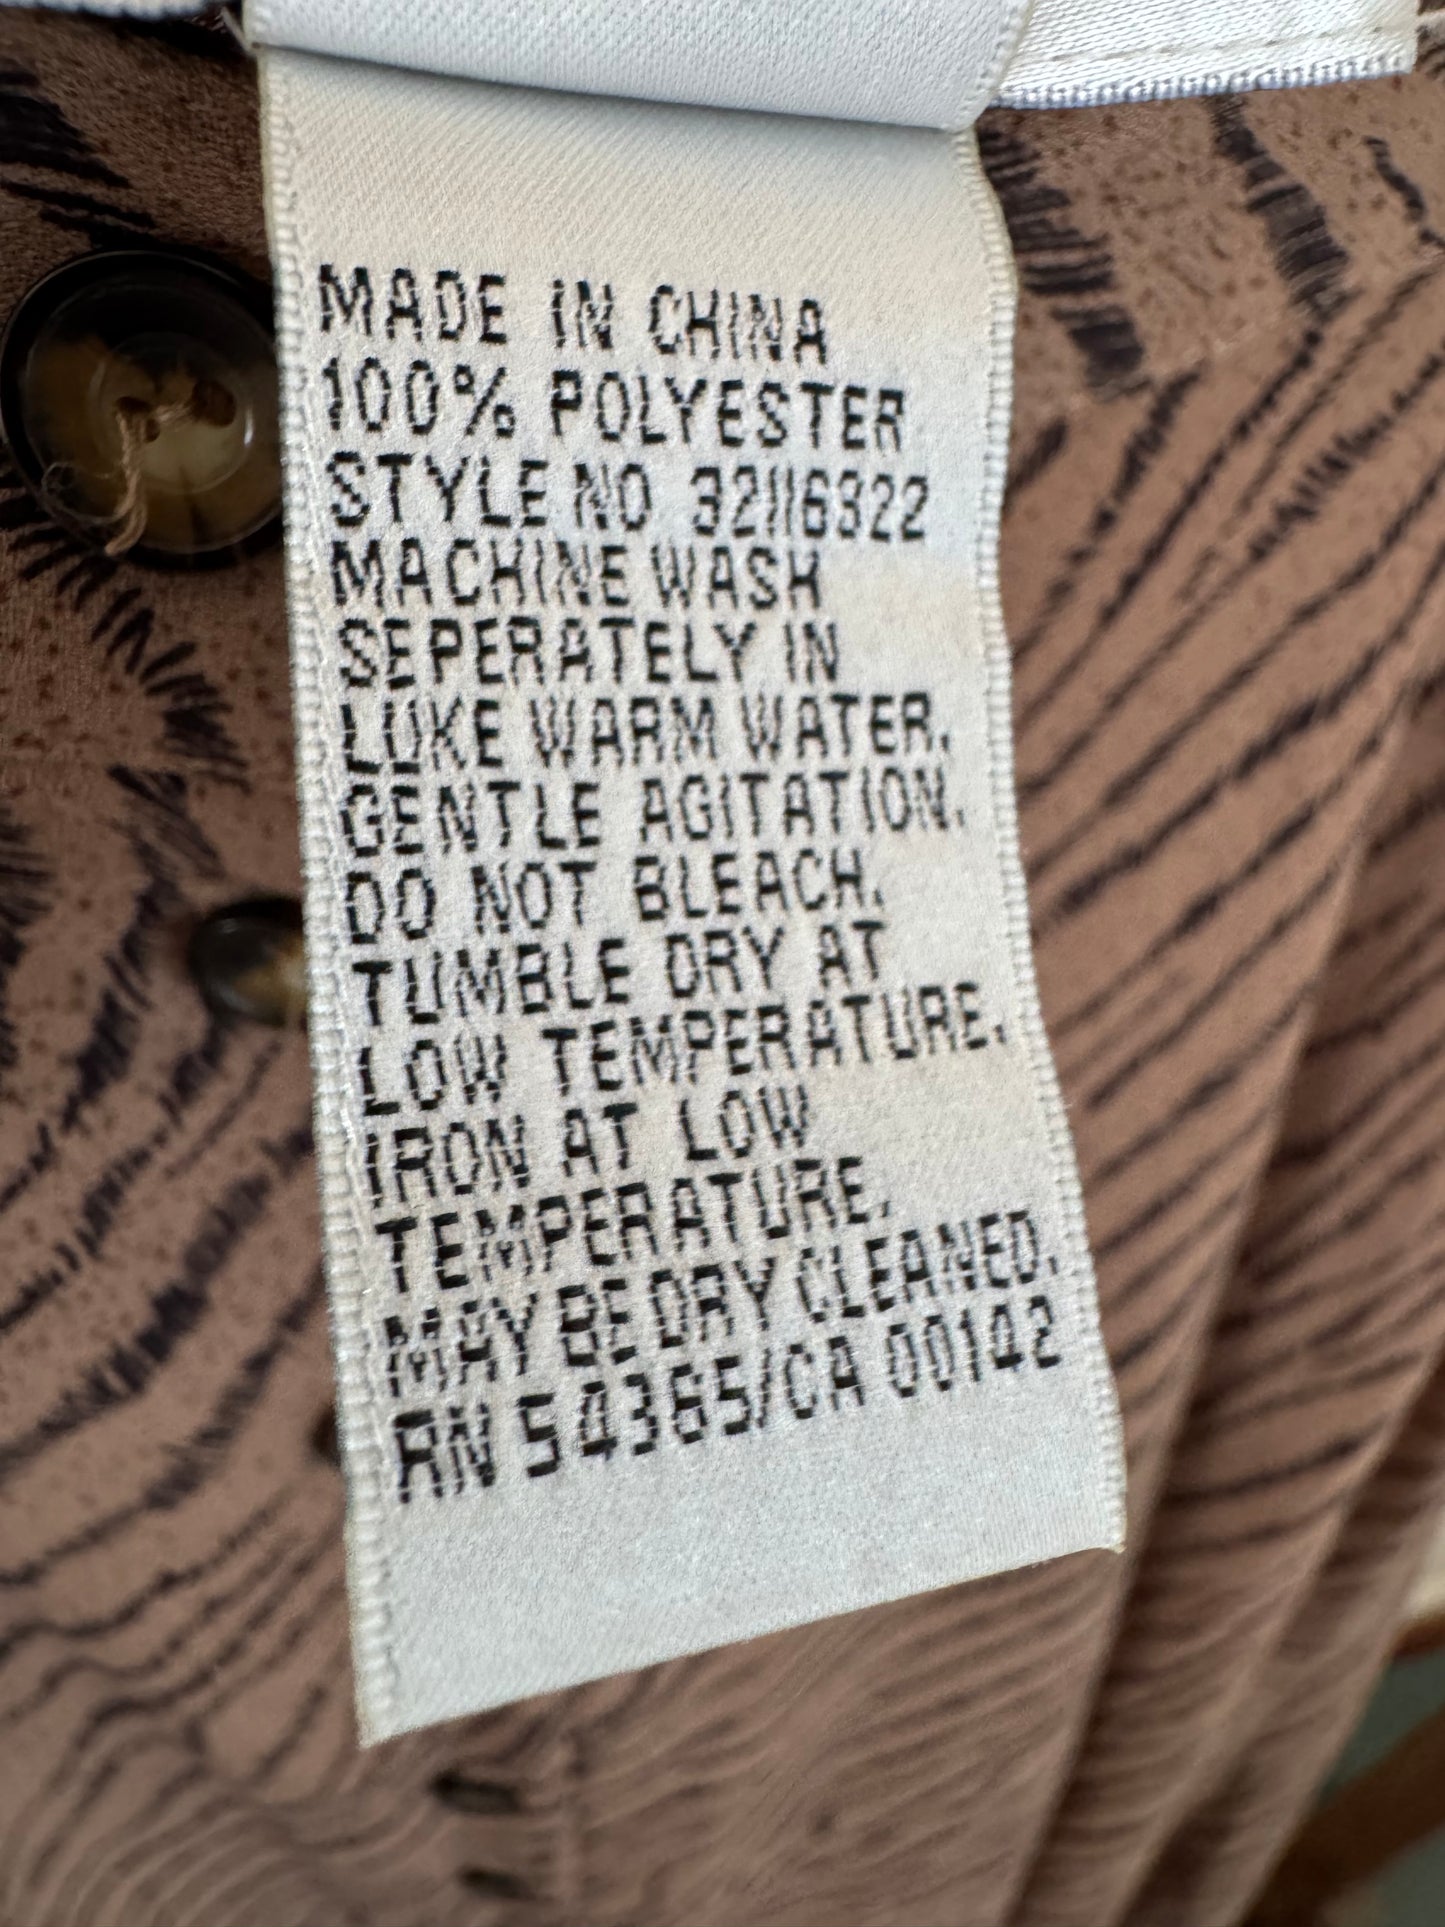 MADE IN CHINA
100% POLYESTER
STYLE NO 32116322
MACHINE WASH
SEPERATELY IN
LUKE WARM WATER.
GENTLE AGITATION.
DO NOT BLEACH.
TUMBLE DRY AT
LOW TEMPERATURE.
IRON AT LOW
TEMPERATURE.
MAY BE DRY CLEANED.
RN 54365/CA 00142